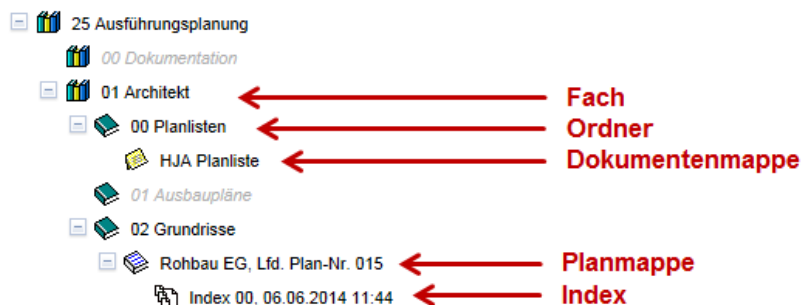 25 Ausführungsplanung
00 Dokumentation
01 Architekt Fach
00 Planlisten Ordner
HJA Planliste Dokumentenmappe
01 Ausbaupläne
02 Grundrisse
Rohbau EG, Lfd. Plan-Nr. 015 Planmappe
Index 00, 06.06.2014 11:44 Index